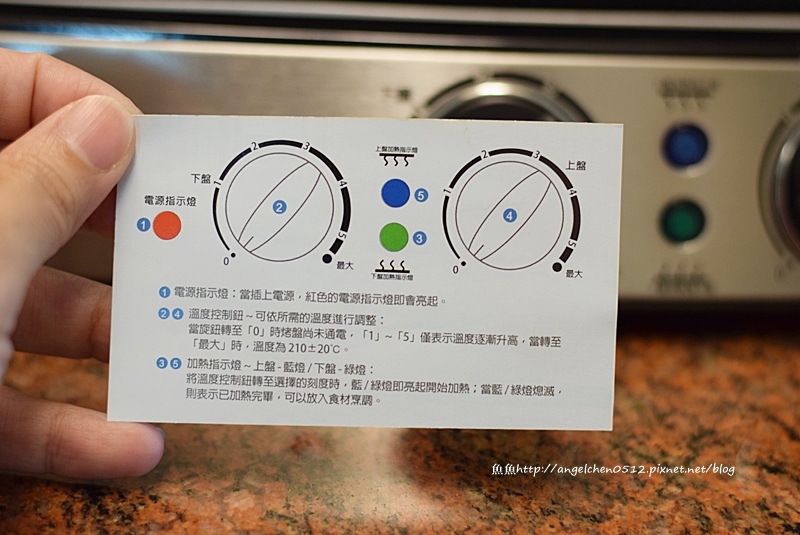 上盤加熱指示燈
下盤
1
2
3
4
5
0
最大
上盤
1
2
3
4
5
0
最大
電源指示燈
1
2
5
3
4
下盤加熱指示燈
1 電源指示燈：當插上電源，紅色的電源指示燈即會亮起。
2 4 溫度控制鈕~可依所需的溫度進行調整：
當旋鈕轉至「0」時烤盤尚未通電，「1」~「5」僅表示溫度逐漸升高，當轉至
「最大」時，溫度為210±20℃。
3 5 加熱指示燈~上盤-藍燈/下盤-綠燈：
將溫度控制鈕轉至選擇的刻度時，藍/綠燈即亮起開始加熱；當藍/綠燈熄滅，
則表示已加熱完畢，可以放入食材烹調。
魚魚http://angelchen0512.pixnet.net/blog